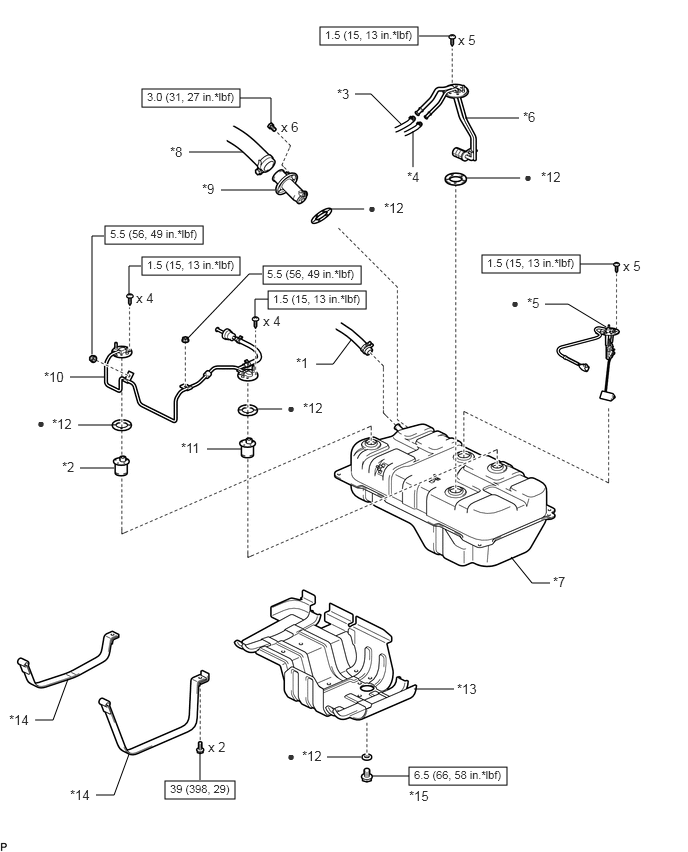 1.5 (15, 13 in.*lbf)
x 5
3.0 (31, 27 in.*lbf)
x 6
*3
*6
*8
*4
*9
● *12
● *12
5.5 (56, 49 in.*lbf)
1.5 (15, 13 in.*lbf)
5.5 (56, 49 in.*lbf)
1.5 (15, 13 in.*lbf)
x 5
x 4
1.5 (15, 13 in.*lbf)
● *5
x 4
*1
*10
● *12
● *12
*11
*2
*7
*13
*14
x 2
● *12
39 (398, 29)
6.5 (66, 58 in.*lbf)
*14
*15
P